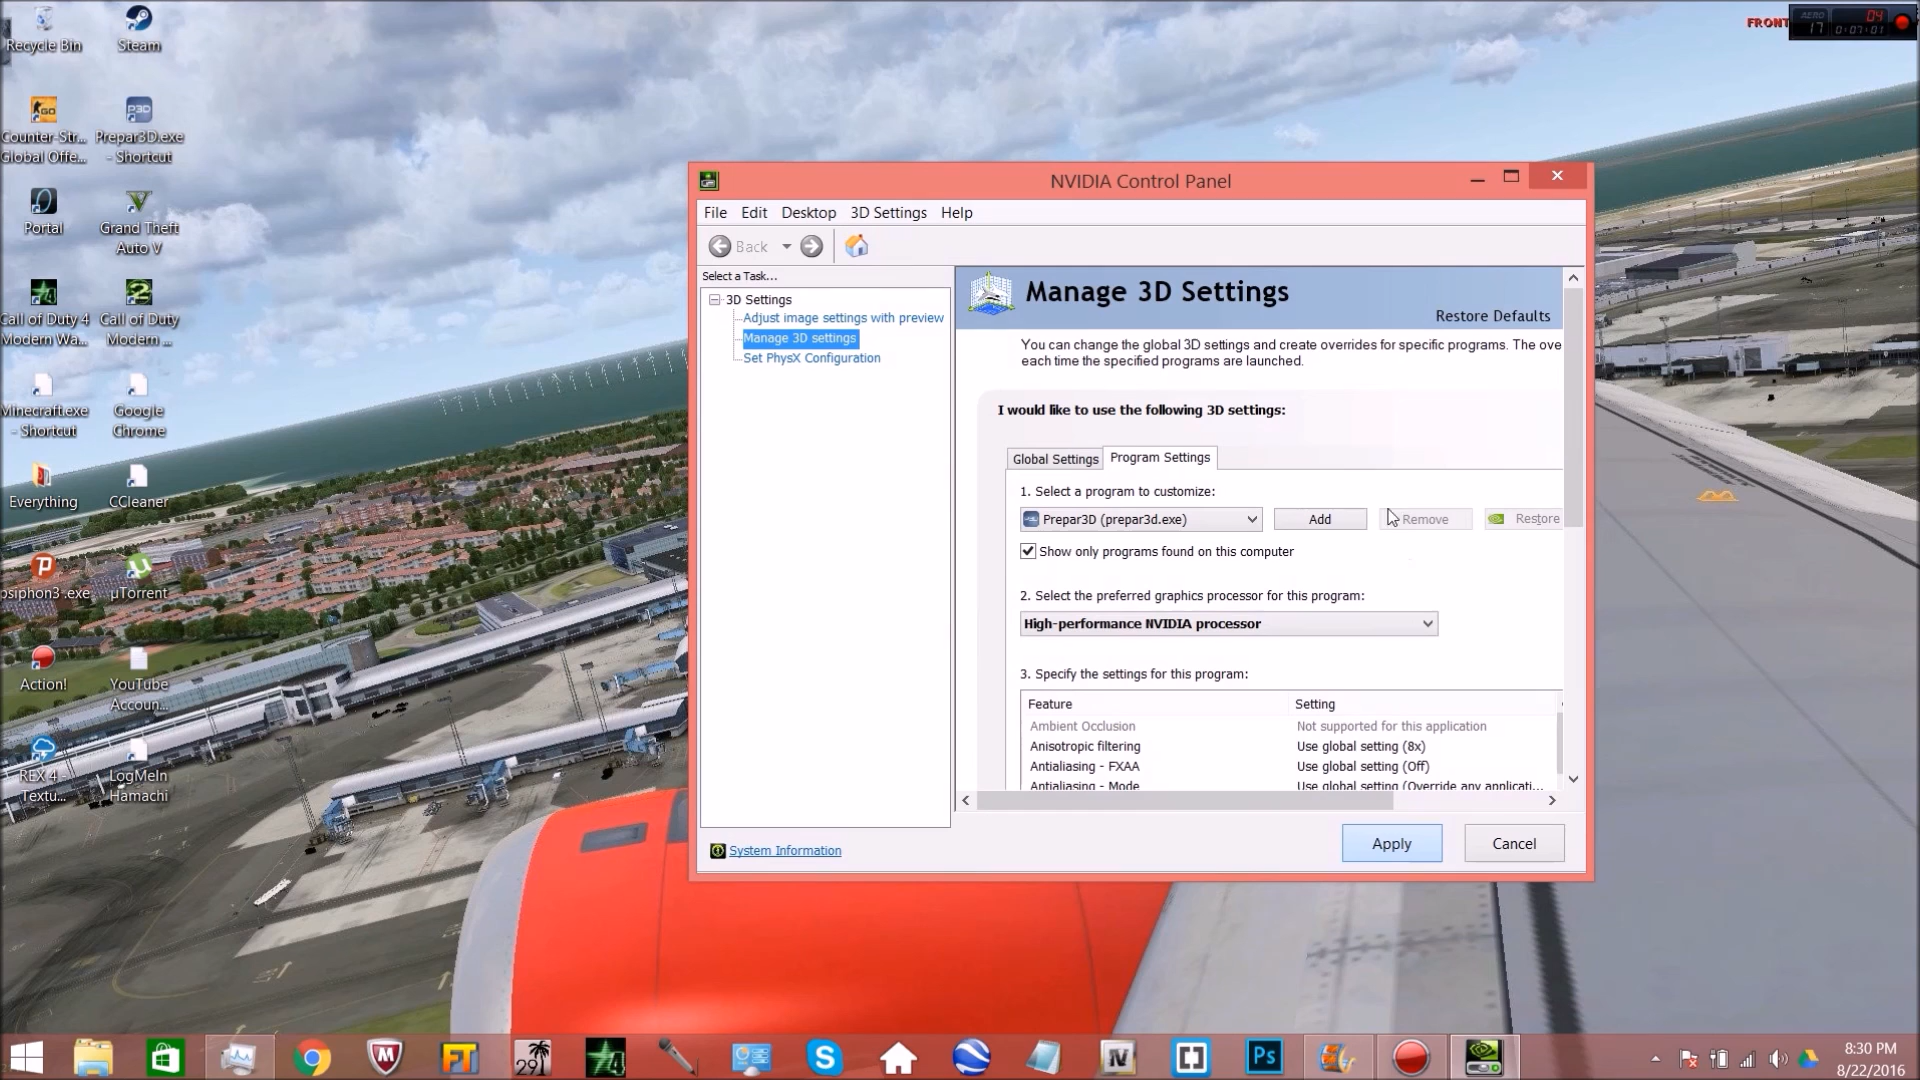 Recycle Bin
Steam
Counter-Str...
Global Offe...
Prepar3D.exe
- Shortcut
Portal
Grand Theft
Auto V
Call of Duty 4
Modern Wa...
Call of Duty
Modern ...
Minecraft.exe
- Shortcut
Google
Chrome
Everything
CCleaner
psiphon3 .exe
µTorrent
Action!
YouTube
Accoun...
REX 4 -
Textu...
LogMeIn
Hamachi
FRONT
AERO
17
04
0:07:01
NVIDIA Control Panel
File Edit Desktop 3D Settings Help
Back
Select a Task...
3D Settings
Adjust image settings with preview
Manage 3D settings
Set PhysX Configuration
System Information
Manage 3D Settings
Restore Defaults
You can change the global 3D settings and create overrides for specific programs. The ove
each time the specified programs are launched.
I would like to use the following 3D settings:
Global Settings
Program Settings
1. Select a program to customize:
Prepar3D (prepar3d.exe)
Add
Remove
Restore
Show only programs found on this computer
2. Select the preferred graphics processor for this program:
High-performance NVIDIA processor
3. Specify the settings for this program:
Feature Setting
Ambient Occlusion Not supported for this application
Anisotropic filtering Use global setting (8x)
Antialiasing - FXAA Use global setting (Off)
Antialiasing - Mode Use global setting (Override any applicati...
Apply
Cancel
8:30 PM
8/22/2016